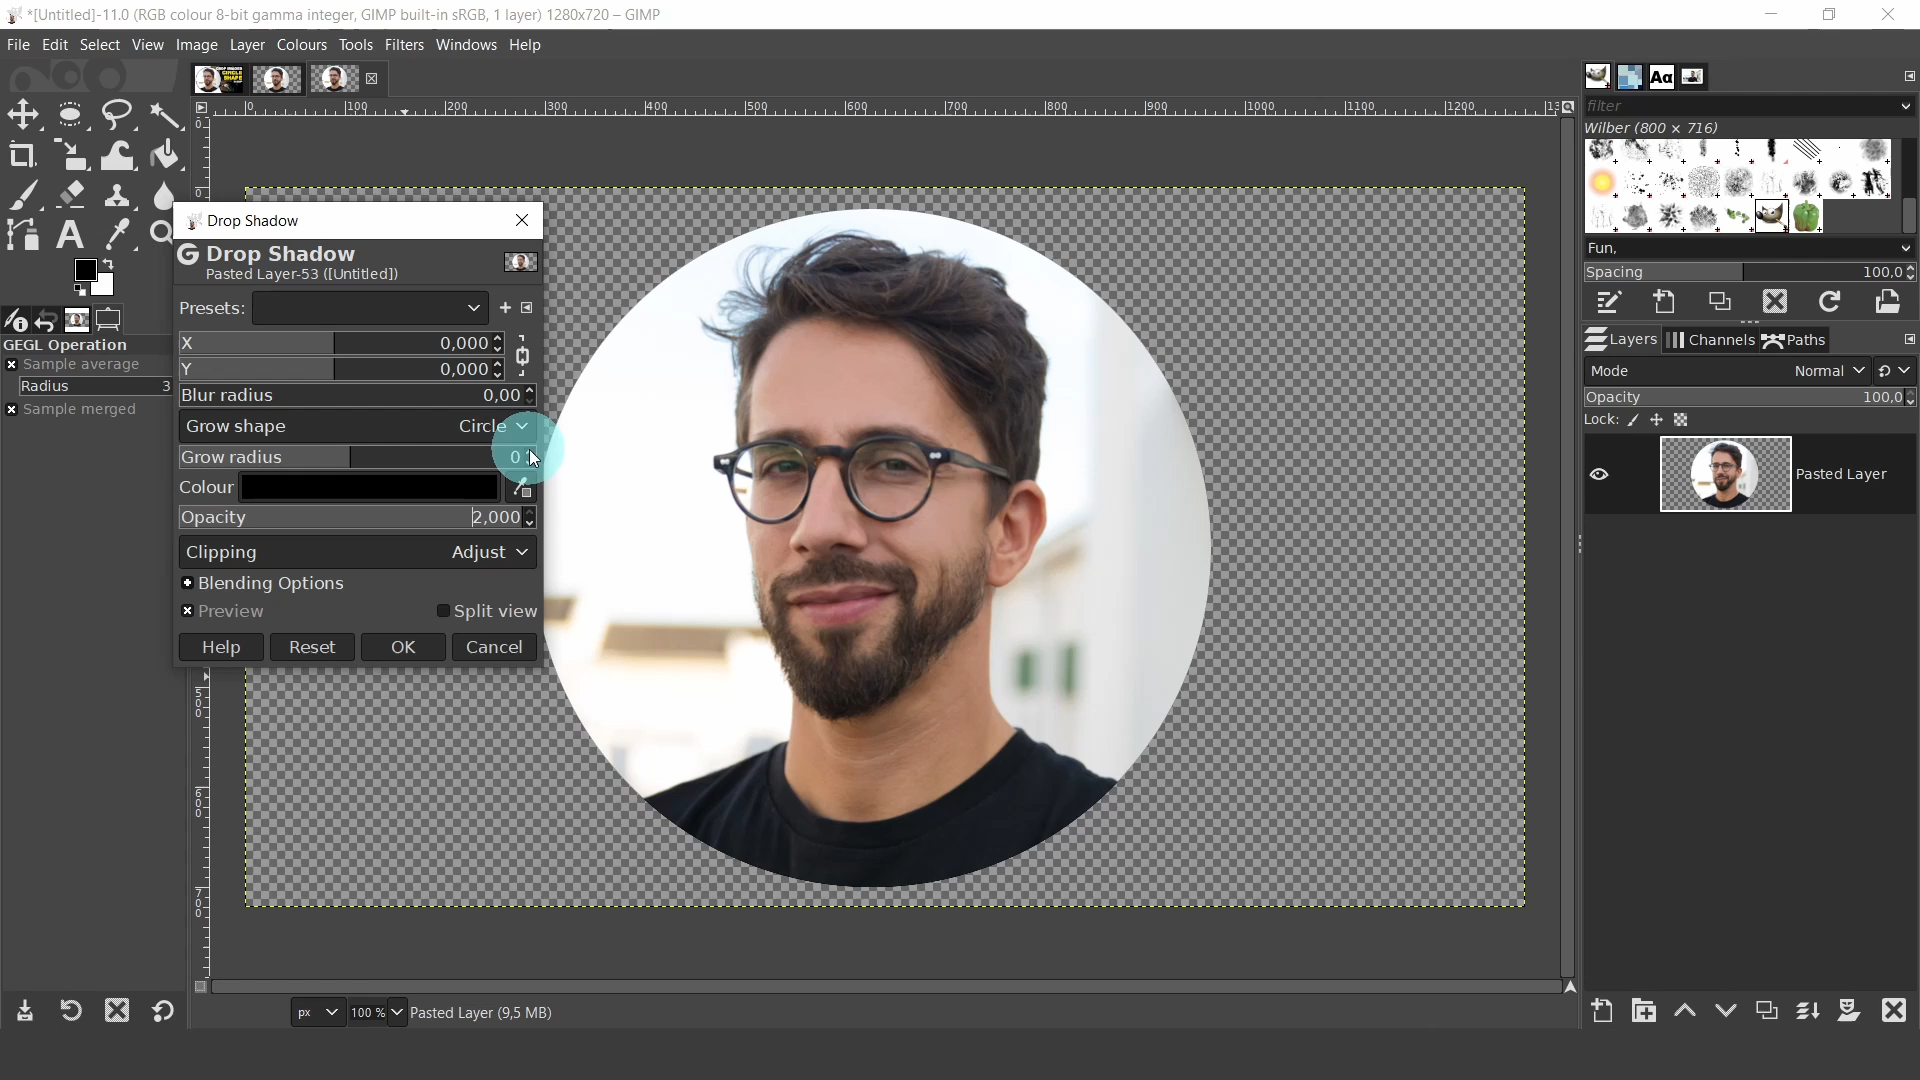 *[Untitled]-11.0 (RGB colour 8-bit gamma integer, GIMP built-in sRGB, 1 layer) 1280x720 – GIMP
File Edit Select View Image Layer Colours Tools Filters Windows Help
0 100 200 300 400 500 600 700 800 900 1000 1100 1200
filter
Wilber (800 × 716)
Fun,
Spacing 100,0
Layers Channels Paths
Mode Normal
Opacity 100,0
Lock:
Pasted Layer
GEGL Operation
Sample average
Radius 3
Sample merged
Drop Shadow
Drop Shadow
Pasted Layer-53 ([Untitled])
Presets:
X 0,000
Y 0,000
Blur radius 0,00
Grow shape Circle
Grow radius 0
Colour
Opacity 2,000
Clipping Adjust
Blending Options
Preview Split view
Help Reset OK Cancel
0
500
600
700
px 100 % Pasted Layer (9,5 MB)